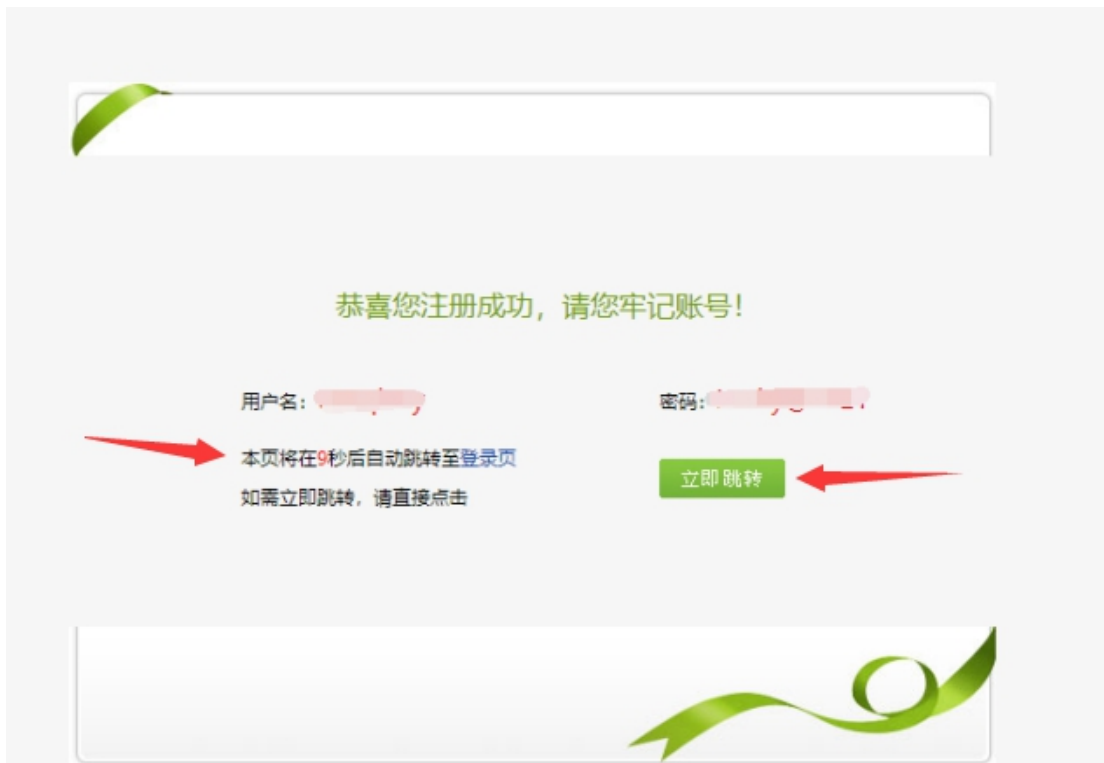 恭喜您注册成功，请您牢记账号！
用户名：
密码：
本页将在9秒后自动跳转至登录页
立即跳转
如需立即跳转，请直接点击